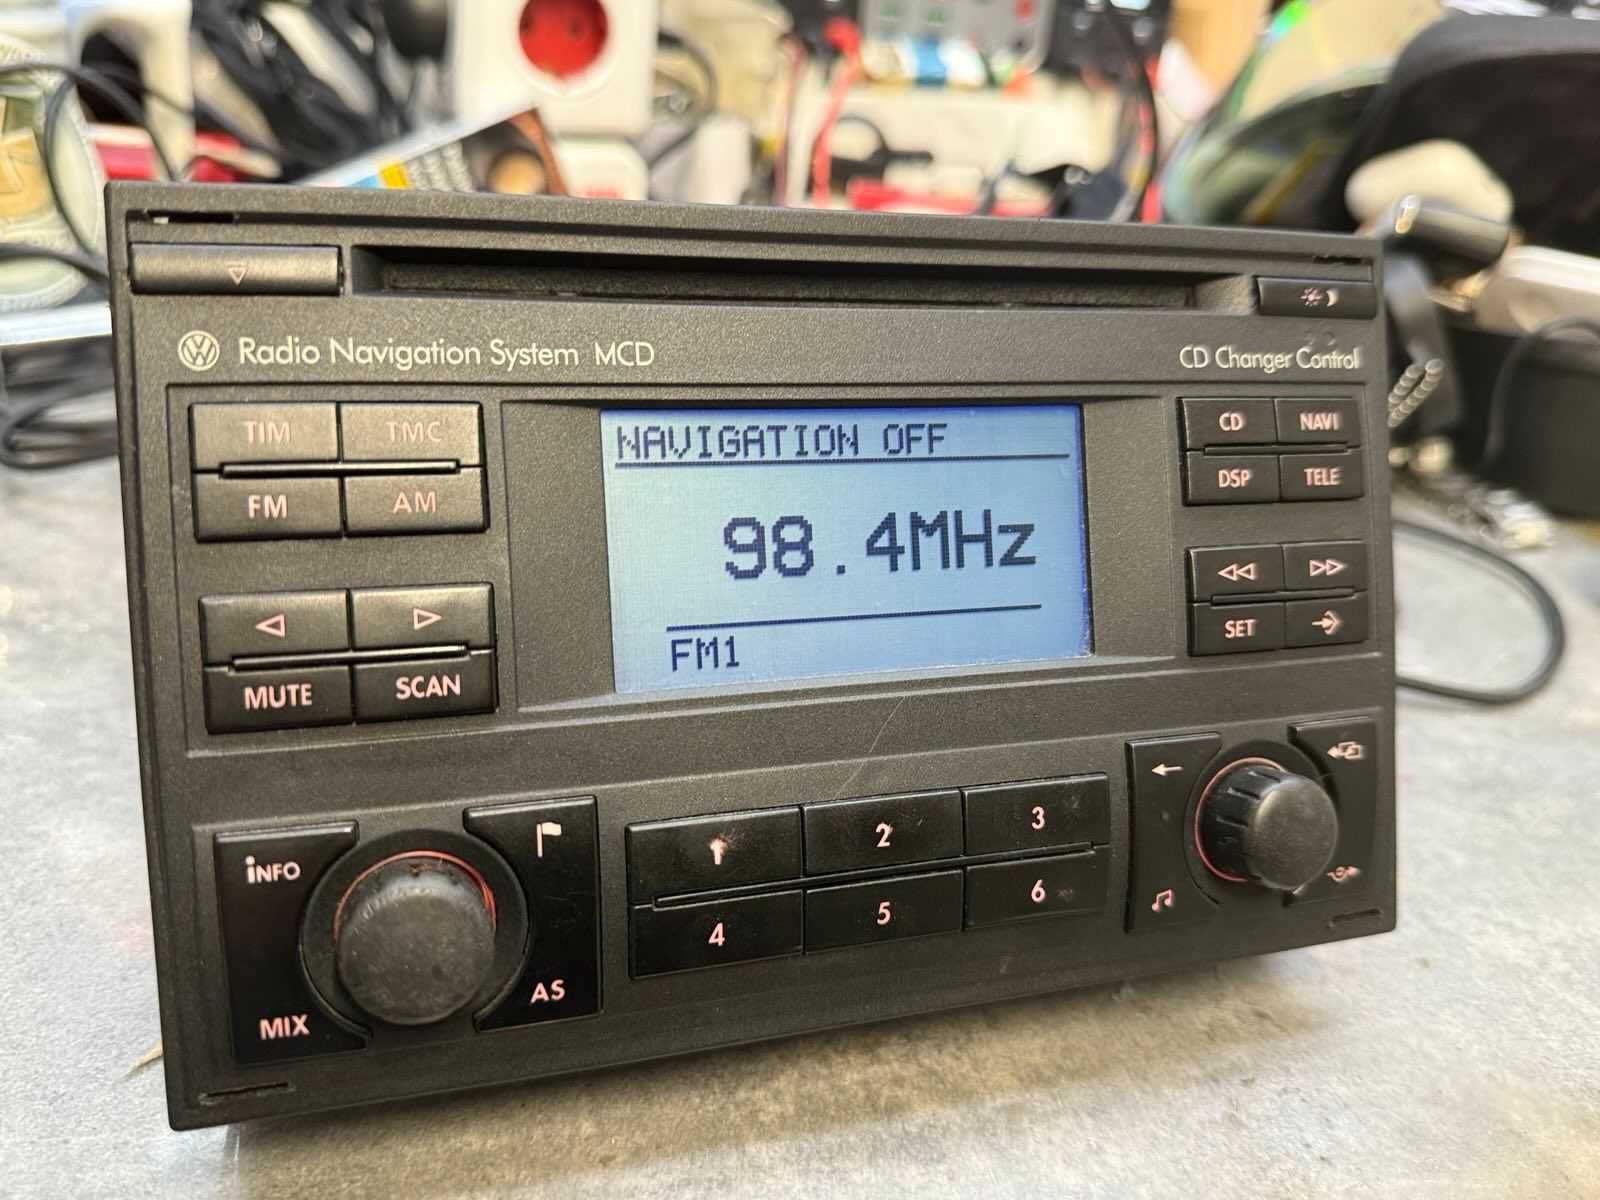 Radio Navigation System MCD
CD Changer Control
TIM
TMC
FM
AM
MUTE
SCAN
NAVIGATION OFF
98.4MHz
FM1
CD
NAVI
DSP
TELE
SET
INFO
MIX
AS
1
2
3
4
5
6